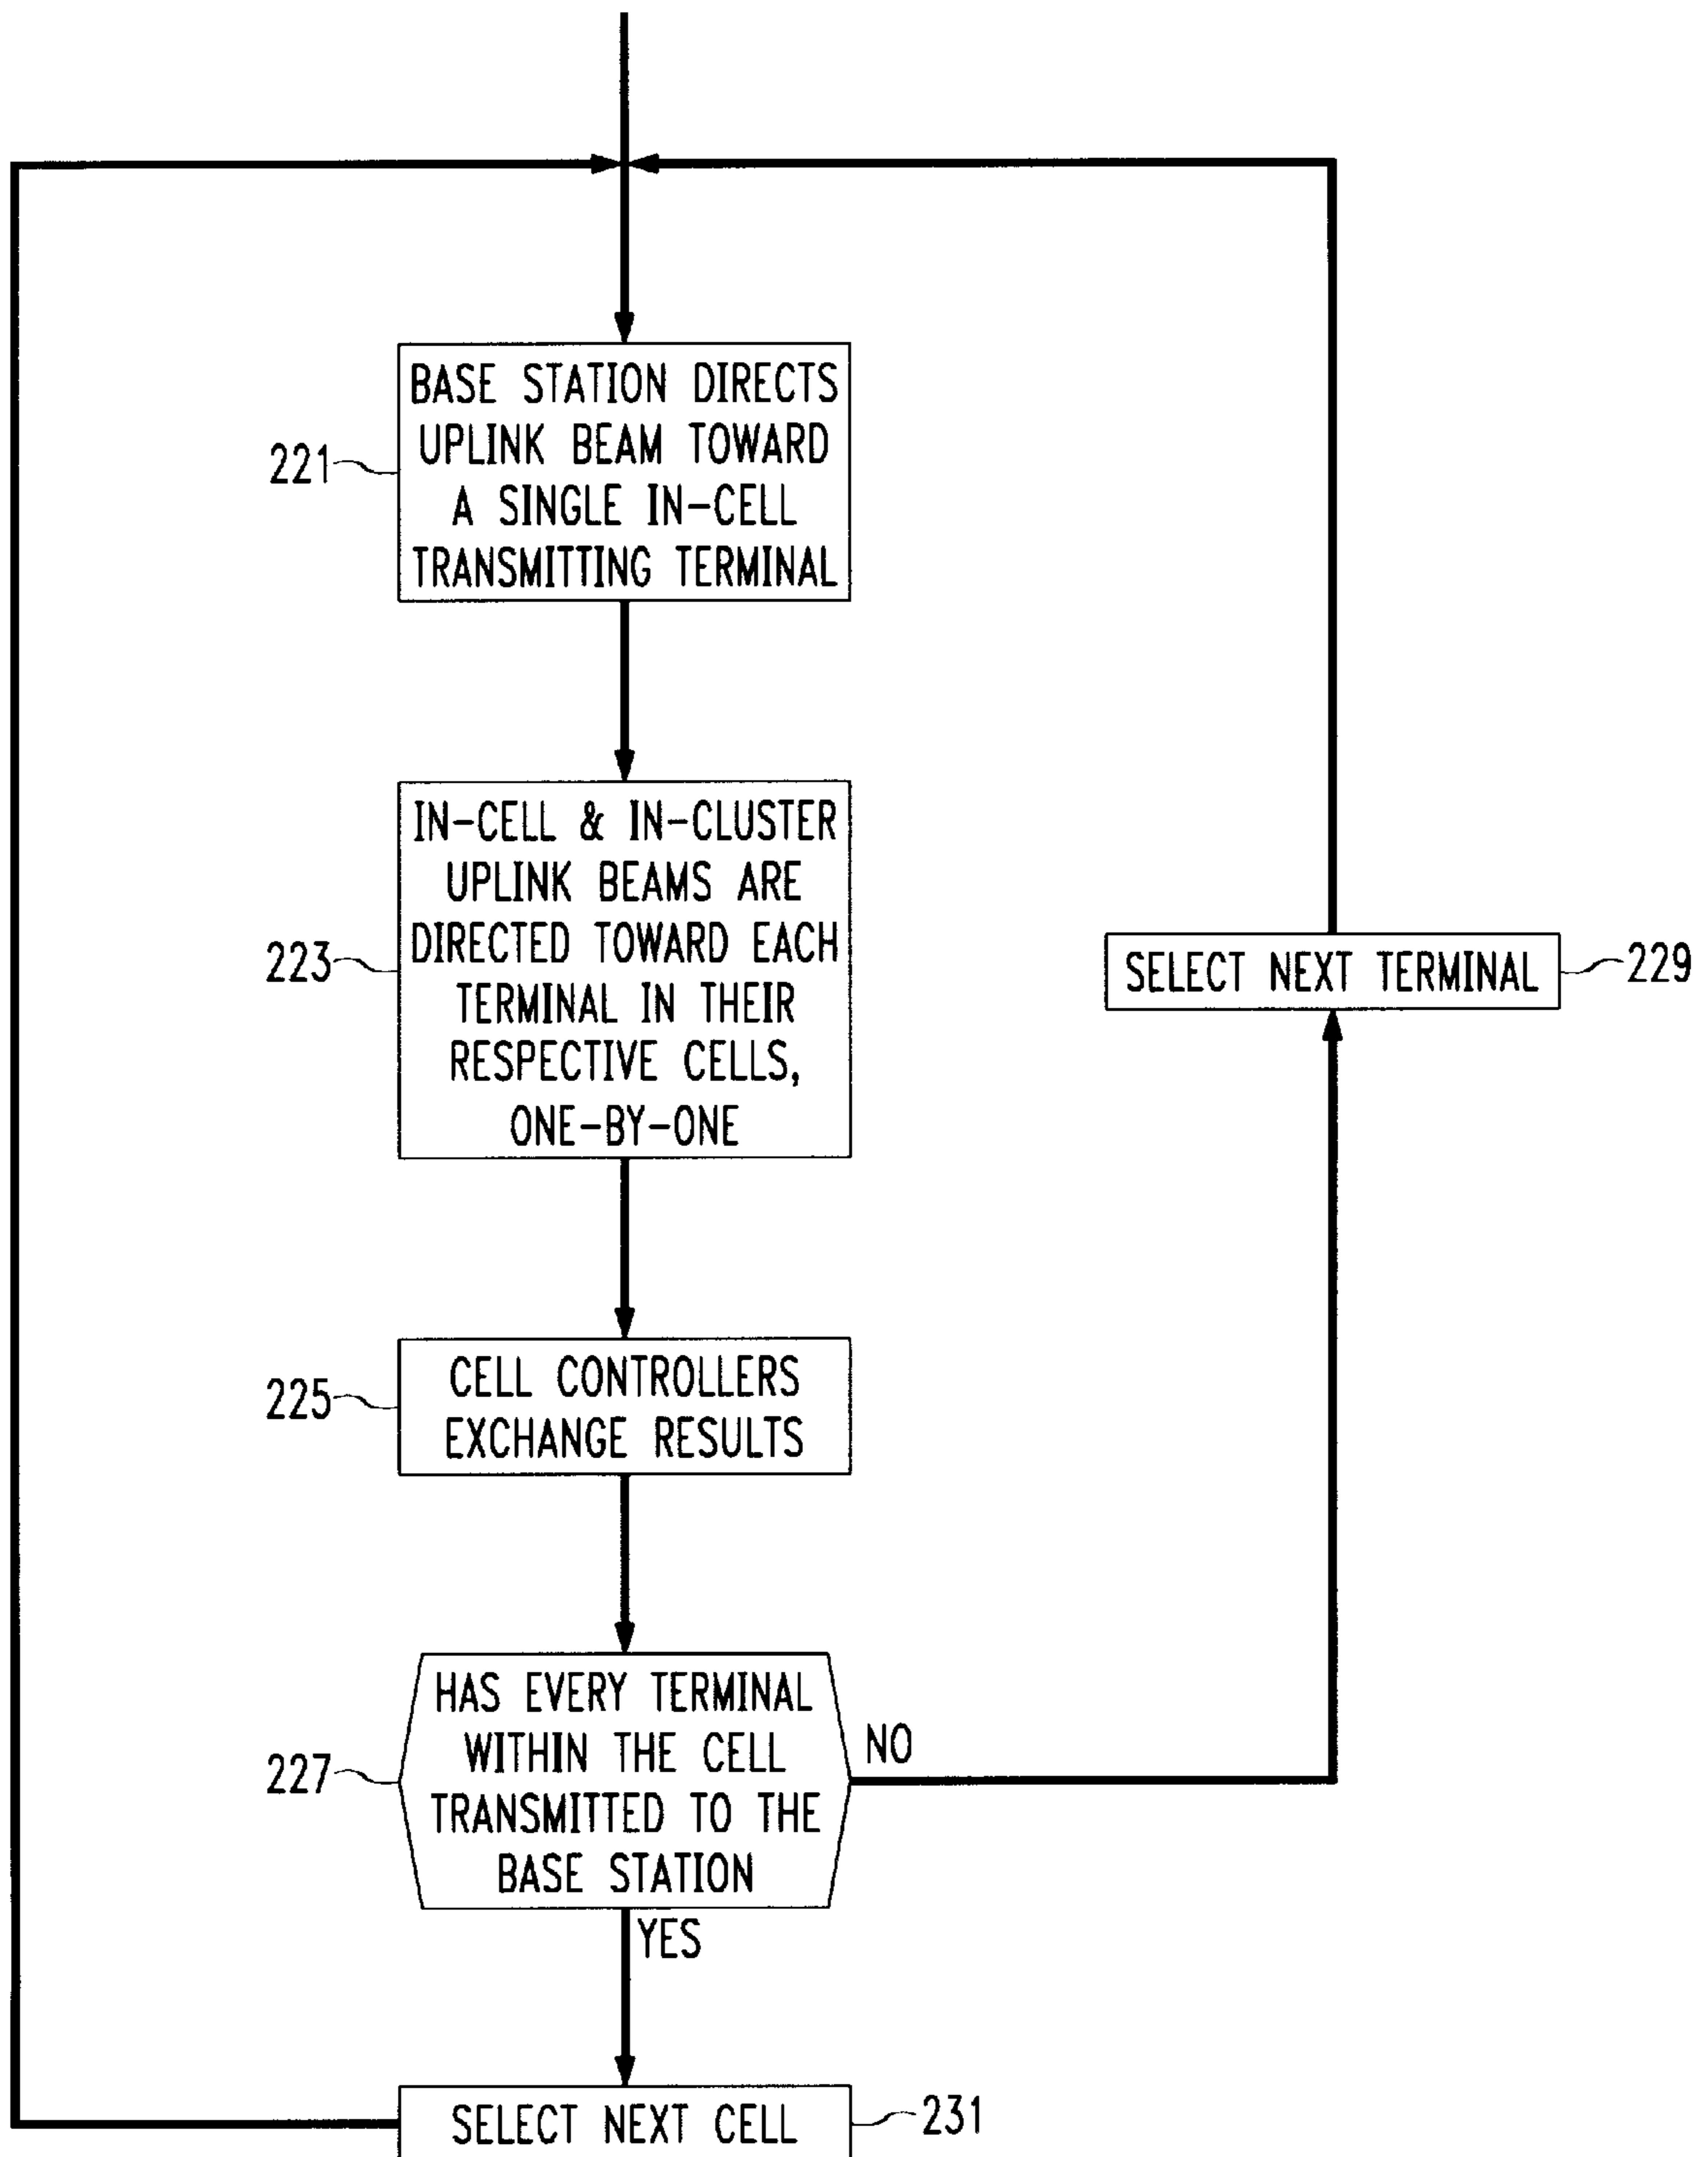 BASE STATION DIRECTS
UPLINK BEAM TOWARD
A SINGLE IN-CELL
TRANSMITTING TERMINAL
221
IN-CELL & IN-CLUSTER
UPLINK BEAMS ARE
DIRECTED TOWARD EACH
TERMINAL IN THEIR
RESPECTIVE CELLS,
ONE-BY-ONE
223
SELECT NEXT TERMINAL
229
CELL CONTROLLERS
EXCHANGE RESULTS
225
HAS EVERY TERMINAL
WITHIN THE CELL
TRANSMITTED TO THE
BASE STATION
227
NO
YES
SELECT NEXT CELL
231